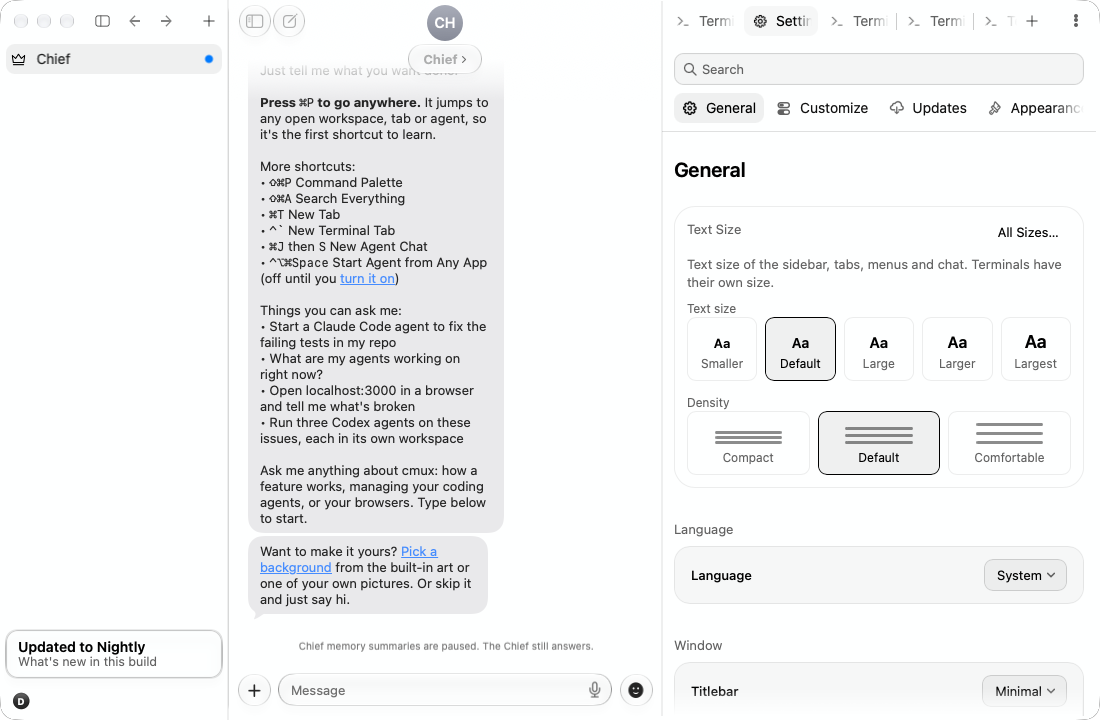 Chief
Updated to Nightly
What's new in this build
D
CH
Chief
Just tell me what you want done.
Press ⌘P to go anywhere. It jumps to
any open workspace, tab or agent, so
it's the first shortcut to learn.
More shortcuts:
• ⇧⌘P Command Palette
• ⇧⌘A Search Everything
• ⌘T New Tab
• ^` New Terminal Tab
• ⌘J then S New Agent Chat
• ^⌥⌘Space Start Agent from Any App
(off until you turn it on)
Things you can ask me:
• Start a Claude Code agent to fix the
failing tests in my repo
• What are my agents working on
right now?
• Open localhost:3000 in a browser
and tell me what's broken
• Run three Codex agents on these
issues, each in its own workspace
Ask me anything about cmux: how a
feature works, managing your coding
agents, or your browsers. Type below
to start.
Want to make it yours? Pick a
background from the built-in art or
one of your own pictures. Or skip it
and just say hi.
Chief memory summaries are paused. The Chief still answers.
Message
Termi Settin Termi Termi T
Search
General Customize Updates Appearanc
General
Text Size All Sizes...
Text size of the sidebar, tabs, menus and chat. Terminals have
their own size.
Text size
Aa Aa Aa Aa Aa
Smaller Default Large Larger Largest
Density
Compact Default Comfortable
Language
Language System
Window
Titlebar Minimal